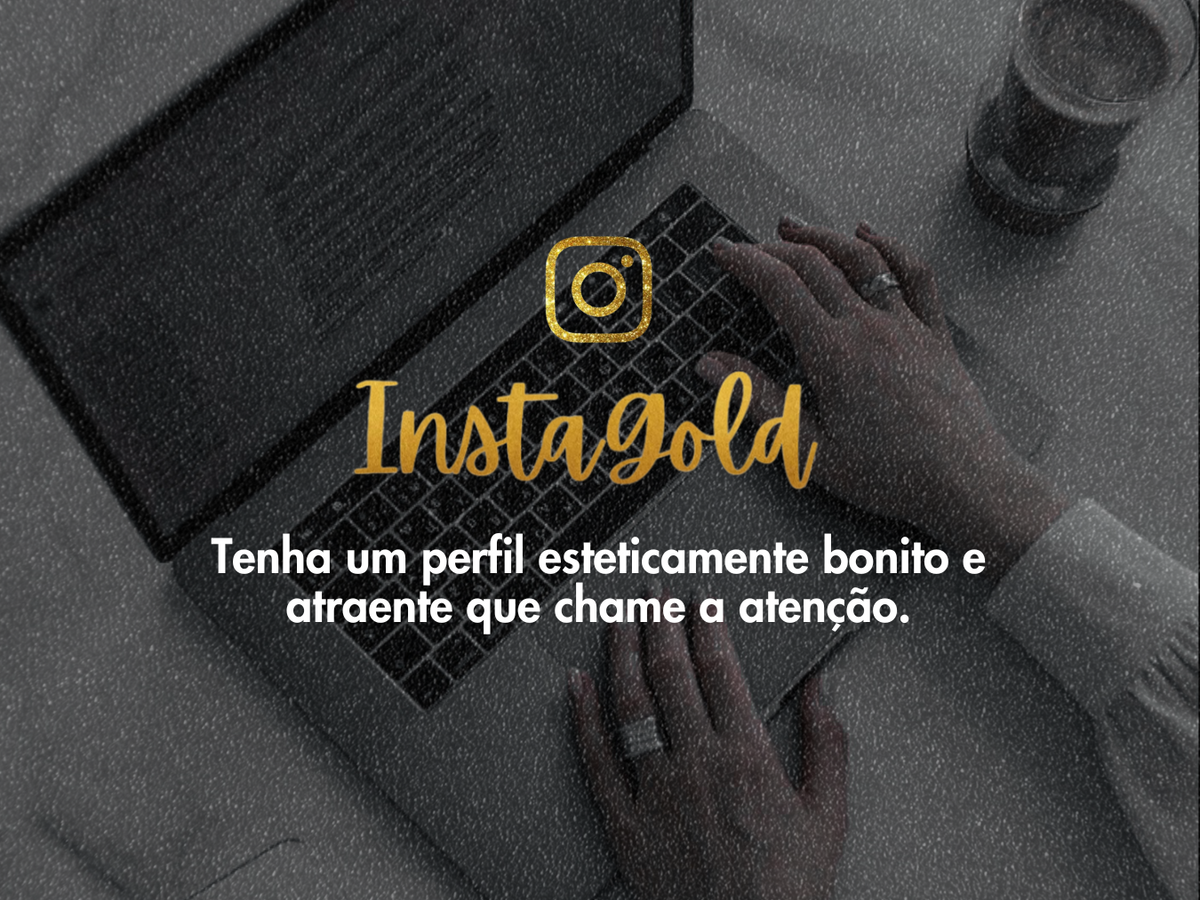 Instagold
Tenha um perfil esteticamente bonito e
atraente que chame a atenção.